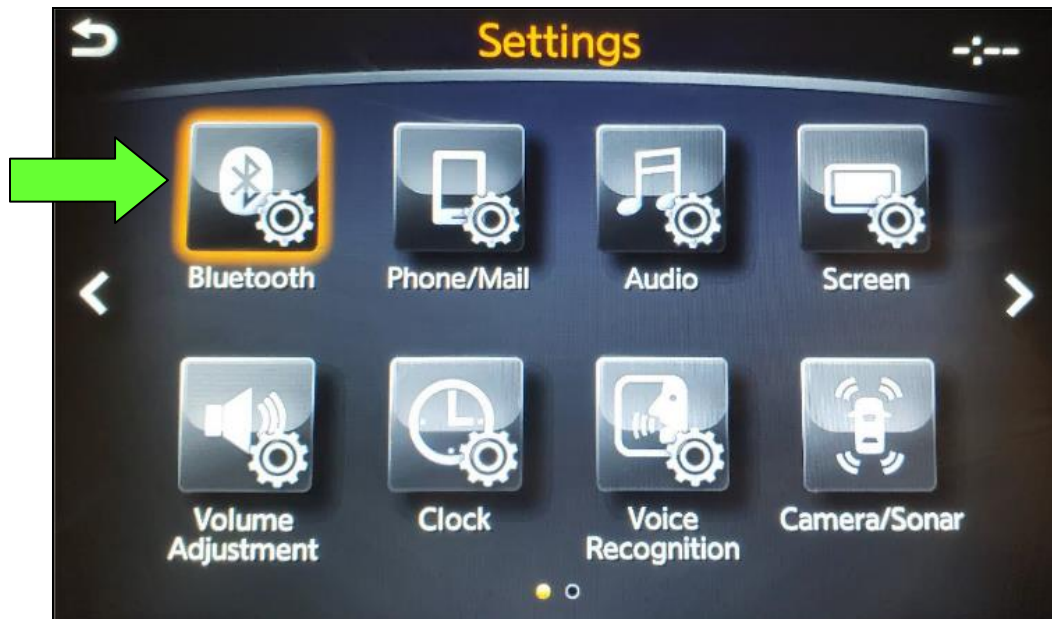 Settings
-:--
Bluetooth
Phone/Mail
Audio
Screen
Volume
Adjustment
Clock
Voice
Recognition
Camera/Sonar